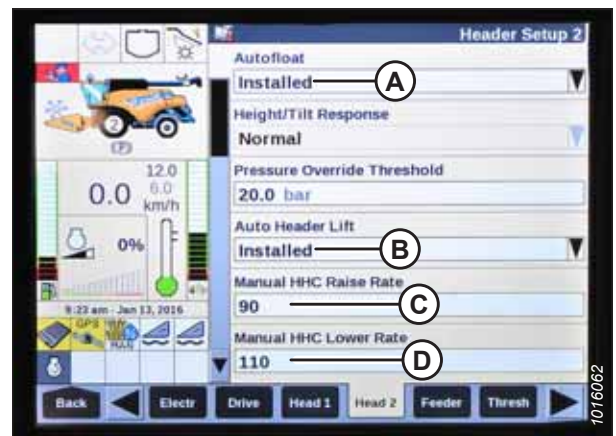 Header Setup 2
Autofloat
Installed
A
Height/Tilt Response
Normal
Pressure Override Threshold
20.0 bar
Auto Header Lift
Installed
B
Manual HHC Raise Rate
90
C
Manual HHC Lower Rate
110
D
2
(P)
12.0
6.0
0.0
km/h
0%
9:23 am - Jan 13, 2016
GPS
Back
Electr
Drive
Head 1
Head 2
Feeder
Thresh
1016062